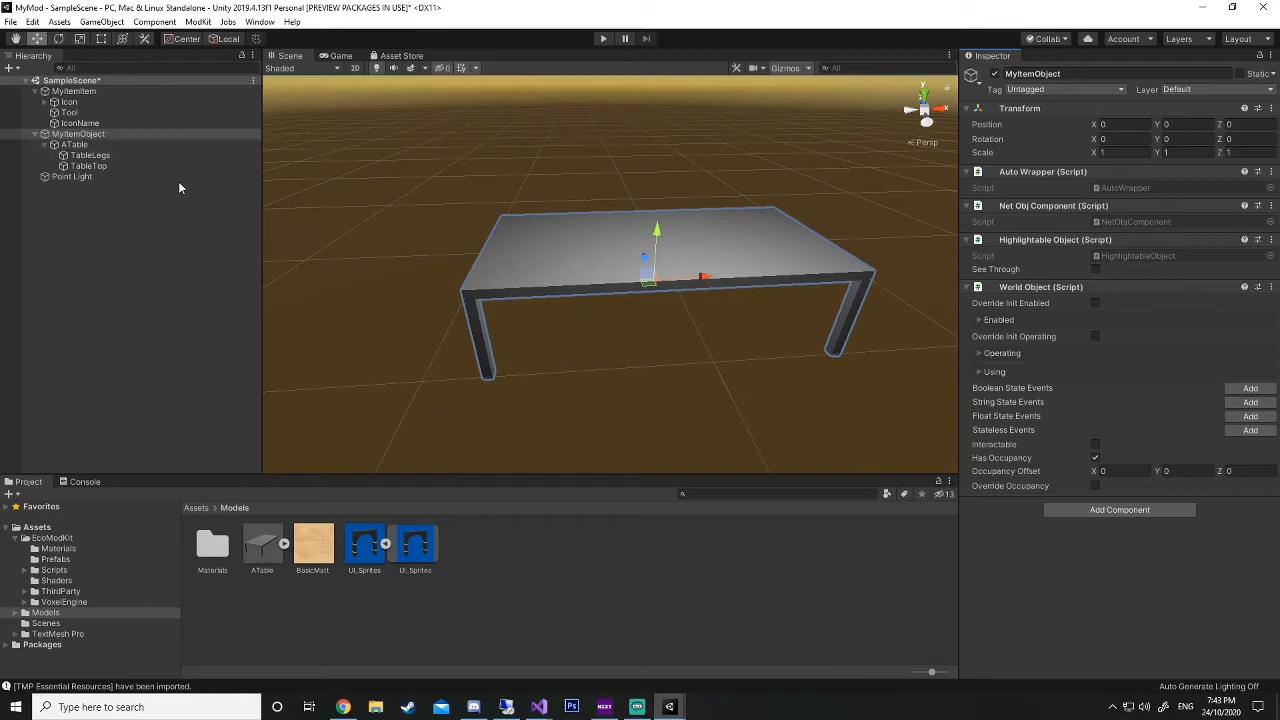 MyMod - SampleScene - PC, Mac & Linux Standalone - Unity 2019.4.13f1 Personal [PREVIEW PACKAGES IN USE]* <DX11>
File Edit Assets GameObject Component ModKit Jobs Window Help
Center Local Collab Account Layers Layout
Hierarchy
All
SampleScene*
MyItemItem
Icon
Tool
IconName
MyItemObject
ATable
TableLegs
TableTop
Point Light
Scene Game Asset Store
Shaded 2D 0 Gizmos All
y
x
z
< Persp
Inspector
MyItemObject Static
Tag Untagged Layer Default
Transform
Position X 0 Y 0 Z 0
Rotation X 0 Y 0 Z 0
Scale X 1 Y 1 Z 1
Auto Wrapper (Script)
Script AutoWrapper
Net Obj Component (Script)
Script NetObjComponent
Highlightable Object (Script)
Script HighlightableObject
See Through
World Object (Script)
Override Init Enabled
Enabled
Override Init Operating
Operating
Using
Boolean State Events Add
String State Events Add
Float State Events Add
Stateless Events Add
Interactable
Has Occupancy
Occupancy Offset X 0 Y 0 Z 0
Override Occupancy
Add Component
Project Console
13
Favorites
Assets
EcoModKit
Materials
Prefabs
Scripts
Shaders
ThirdParty
VoxelEngine
Models
Scenes
TextMesh Pro
Packages
Assets > Models
Materials ATable BasicMatt UI_Sprites UI_Sprites
[TMP Essential Resources] have been imported.
Auto Generate Lighting Off
Type here to search
Ps
ENG
7:43 PM
24/10/2020